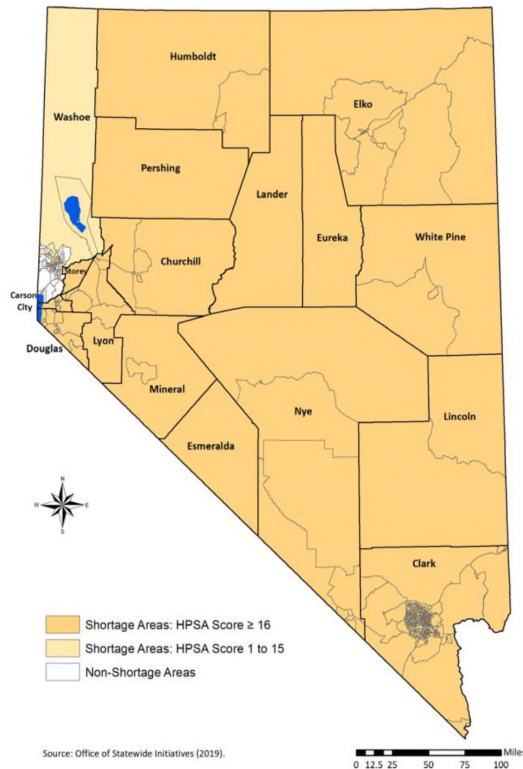 Humboldt
Elko
Washoe
Pershing
Lander
Eureka
White Pine
Churchill
Storey
Carson
City
Lyon
Douglas
Mineral
Nye
Lincoln
Esmeralda
N
W E
S
Clark
Shortage Areas: HPSA Score ≥ 16
Shortage Areas: HPSA Score 1 to 15
Non-Shortage Areas
Source: Office of Statewide Initiatives (2019).
Miles
0 12.5 25 50 75 100